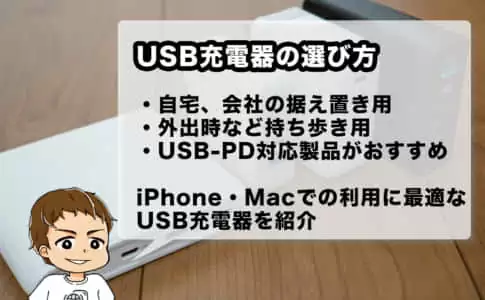 USB充電器の選び方
・自宅、会社の据え置き用
・外出時など持ち歩き用
・USB-PD対応製品がおすすめ
iPhone・Macでの利用に最適な
USB充電器を紹介